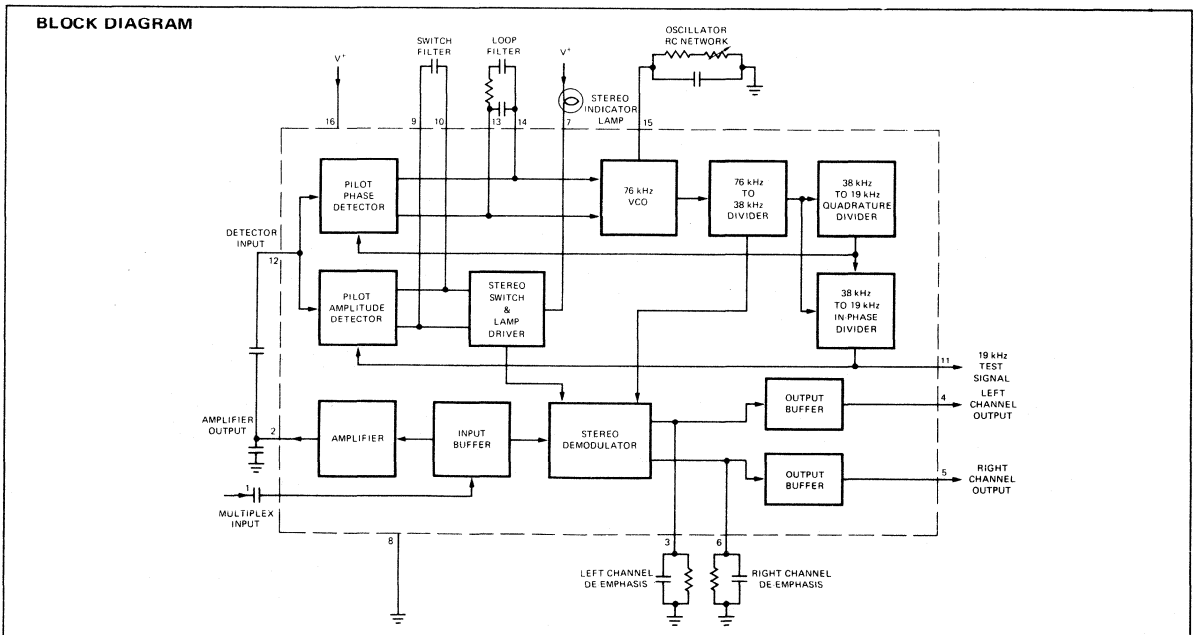 BLOCK DIAGRAM
V+
SWITCH
FILTER
LOOP
FILTER
V+
OSCILLATOR
RC NETWORK
STEREO
INDICATOR
LAMP
16
9
10
13
14
7
15
PILOT
PHASE
DETECTOR
76 kHz
VCO
76 kHz
TO
38 kHz
DIVIDER
38 kHz
TO 19 kHz
QUADRATURE
DIVIDER
DETECTOR
INPUT
12
PILOT
AMPLITUDE
DETECTOR
STEREO
SWITCH
&
LAMP
DRIVER
38 kHz
TO 19 kHz
IN-PHASE
DIVIDER
11
19 kHz
TEST
SIGNAL
AMPLIFIER
OUTPUT
2
AMPLIFIER
INPUT
BUFFER
STEREO
DEMODULATOR
OUTPUT
BUFFER
4
LEFT
CHANNEL
OUTPUT
OUTPUT
BUFFER
5
RIGHT
CHANNEL
OUTPUT
1
MULTIPLEX
INPUT
8
3
6
LEFT CHANNEL
DE EMPHASIS
RIGHT CHANNEL
DE-EMPHASIS